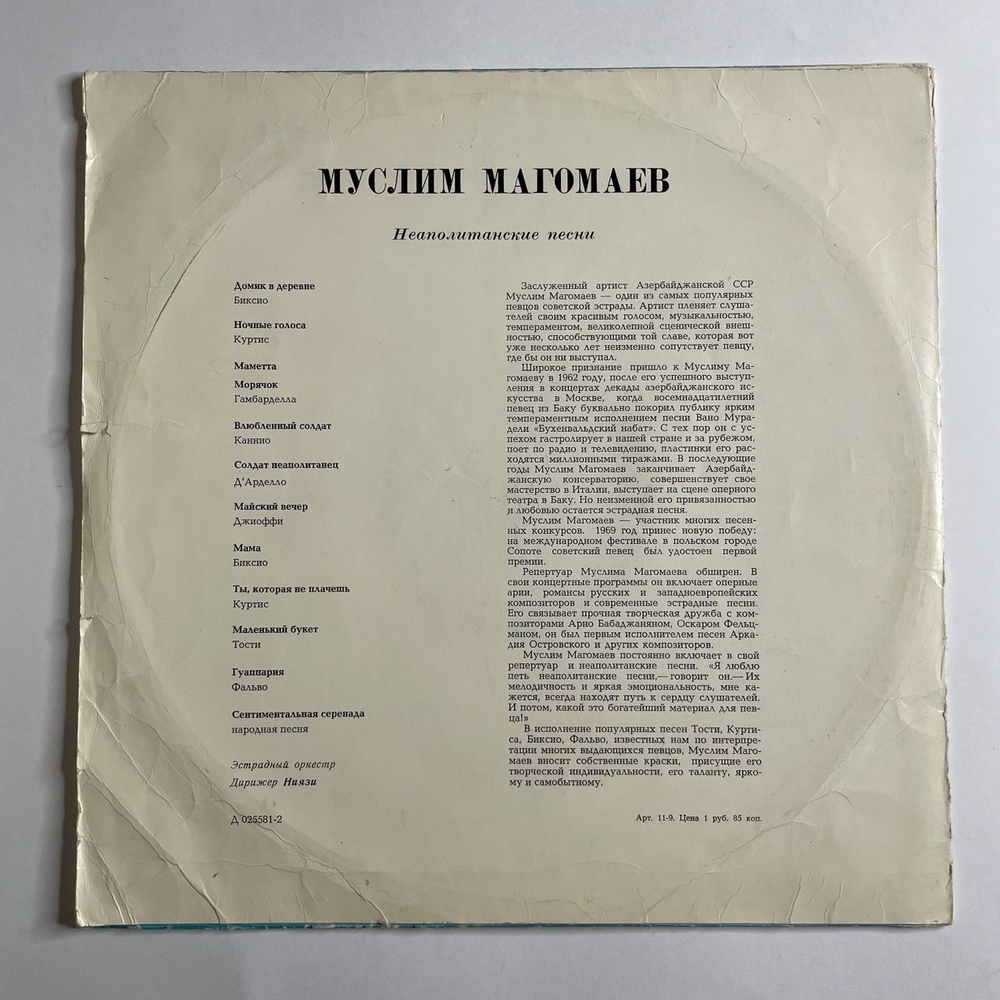 МУСЛИМ МАГОМАЕВ
Неаполитанские песни
Домик в деревне
Биксио
Ночные голоса
Куртис
Маметта
Морячок
Гамбарделла
Влюбленный солдат
Каннио
Солдат неаполитанец
Д'Арделло
Майский вечер
Джиоффи
Мама
Биксио
Ты, которая не плачешь
Куртис
Маленький букет
Тости
Гуаппария
Фальво
Сентиментальная серенада
народная песня
Эстрадный оркестр
Дирижер Ниязи
Д 025581-2
Заслуженный артист Азербайджанской ССР
Муслим Магомаев — один из самых популярных
певцов советской эстрады. Артист пленяет слуша-
телей своим красивым голосом, музыкальностью,
темпераментом, великолепной сценической внеш-
ностью, способствующими той славе, которая вот
уже несколько лет неизменно сопутствует певцу,
где бы он ни выступал.
Широкое признание пришло к Муслиму Ма-
гомаеву в 1962 году, после его успешного выступ-
ления в концертах декады азербайджанского ис-
кусства в Москве, когда восемнадцатилетний
певец из Баку буквально покорил публику ярким
темпераментным исполнением песни Вано Мура-
дели «Бухенвальдский набат». С тех пор он с ус-
пехом гастролирует в нашей стране и за рубежом,
поет по радио и телевидению, пластинки его рас-
ходятся миллионными тиражами. В последующие
годы Муслим Магомаев заканчивает Азербайд-
жанскую консерваторию, совершенствует свое
мастерство в Италии, выступает на сцене оперного
театра в Баку. Но неизменной его привязанностью
и любовью остается эстрадная песня.
Муслим Магомаев — участник многих песен-
ных конкурсов. 1969 год принес новую победу:
на международном фестивале в польском городе
Сопоте советский певец был удостоен первой
премии.
Репертуар Муслима Магомаева обширен. В
свои концертные программы он включает оперные
арии, романсы русских и западноевропейских
композиторов и современные эстрадные песни.
Его связывает прочная творческая дружба с ком-
позиторами Арно Бабаджаняном, Оскаром Фельц-
маном, он был первым исполнителем песен Арка-
дия Островского и других композиторов.
Муслим Магомаев постоянно включает в свой
репертуар и неаполитанские песни. «Я люблю
петь неаполитанские песни,— говорит он.— Их
мелодичность и яркая эмоциональность, мне ка-
жется, всегда находят путь к сердцу слушателей.
И потом, какой это богатейший материал для пев-
ца!»
В исполнение популярных песен Тости, Курти-
са, Биксио, Фальво, известных нам по интерпре-
тации многих выдающихся певцов, Муслим Маго-
маев вносит собственные краски, присущие его
творческой индивидуальности, его таланту, ярко-
му и самобытному.
Арт. 11-9. Цена 1 руб. 85 коп.